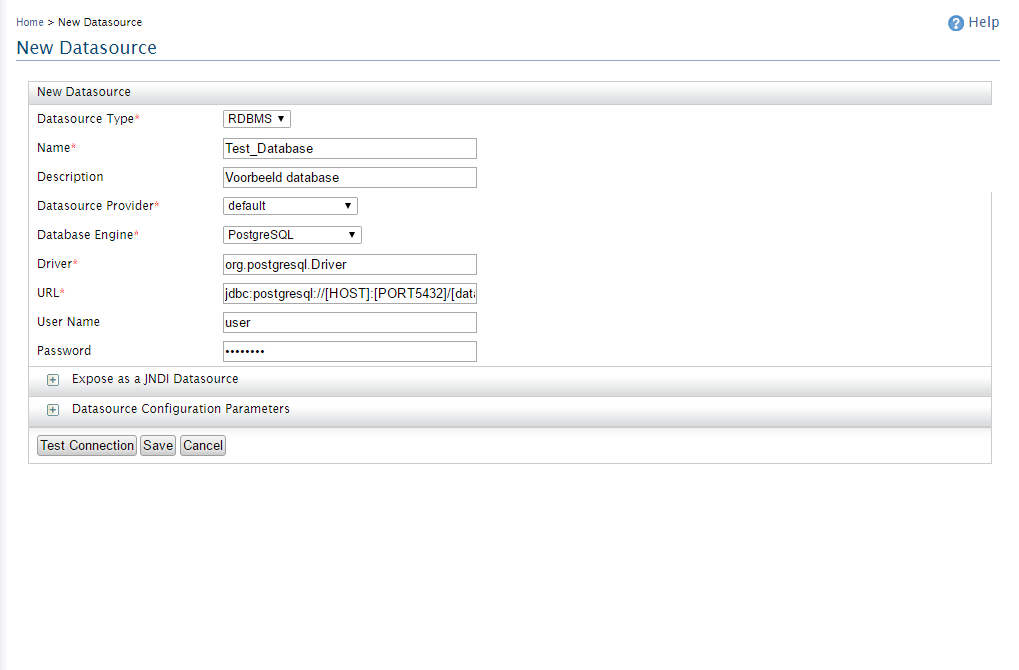 Home > New Datasource
Help
New Datasource
New Datasource
Datasource Type* RDBMS
Name* Test_Database
Description Voorbeeld database
Datasource Provider* default
Database Engine* PostgreSQL
Driver* org.postgresql.Driver
URL* jdbc:postgresql://[HOST]:[PORT5432]/[data
User Name user
Password ••••••••
Expose as a JNDI Datasource
Datasource Configuration Parameters
Test Connection Save Cancel